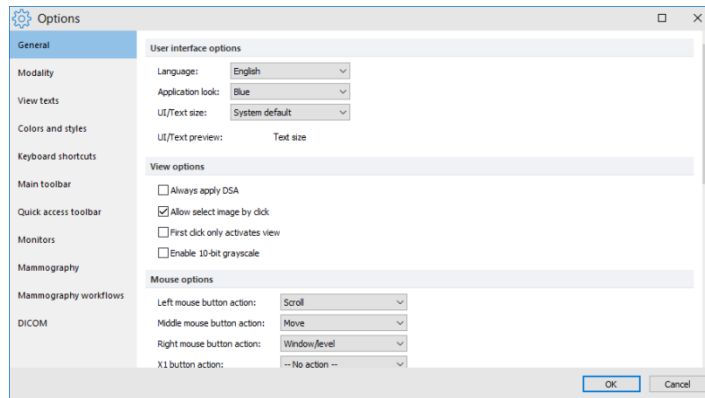 Options
General
Modality
View texts
Colors and styles
Keyboard shortcuts
Main toolbar
Quick access toolbar
Monitors
Mammography
Mammography workflows
DICOM
User interface options
Language: English
Application look: Blue
UI/Text size: System default
UI/Text preview: Text size
View options
Always apply DSA
Allow select image by click
First click only activates view
Enable 10-bit grayscale
Mouse options
Left mouse button action: Scroll
Middle mouse button action: Move
Right mouse button action: Window/level
X1 button action: -- No action --
OK Cancel